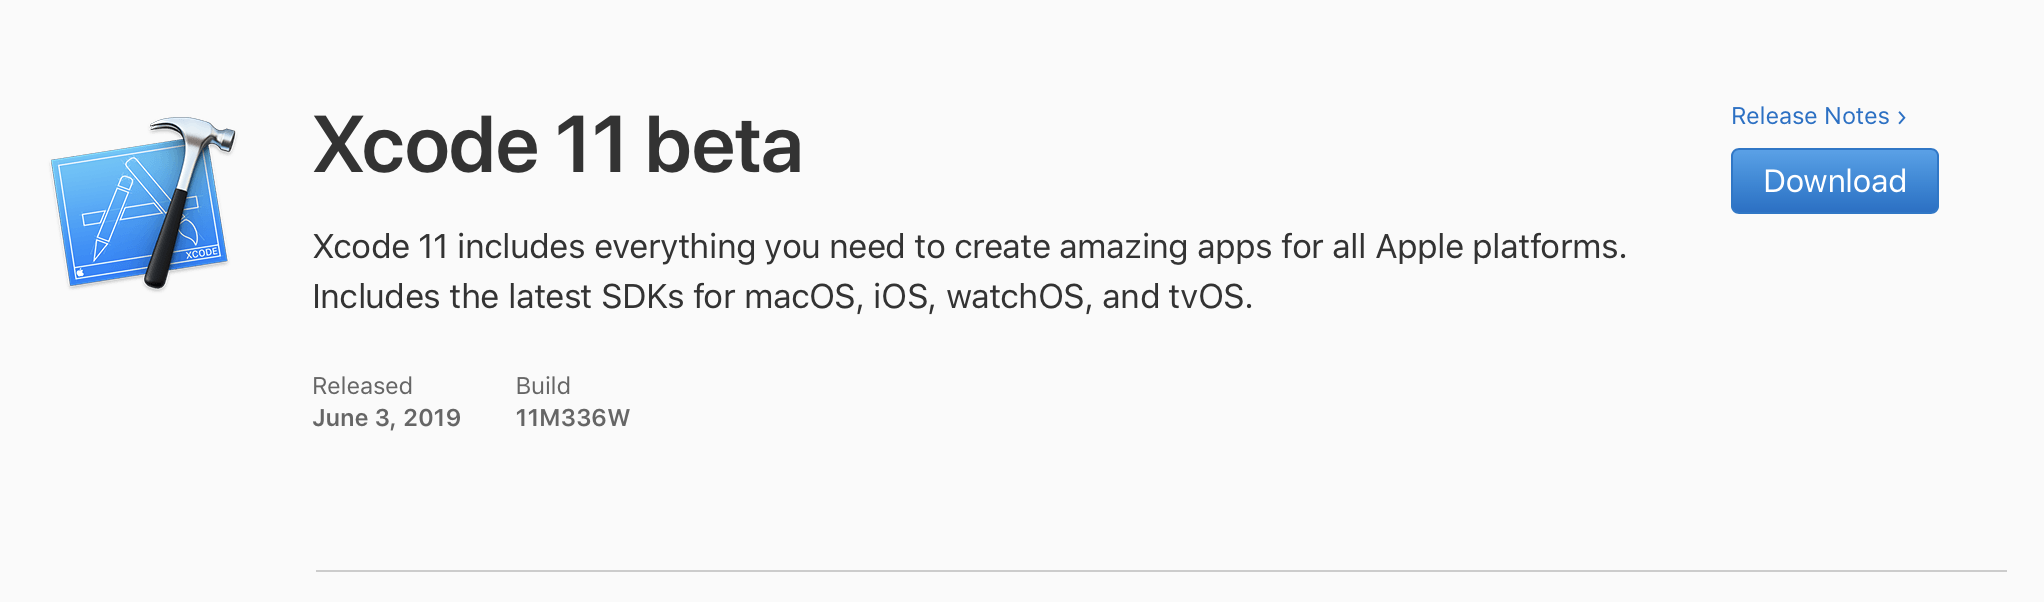 Xcode 11 beta
Release Notes ›
Download
Xcode 11 includes everything you need to create amazing apps for all Apple platforms.
Includes the latest SDKs for macOS, iOS, watchOS, and tvOS.
Released
June 3, 2019
Build
11M336W
XCODE